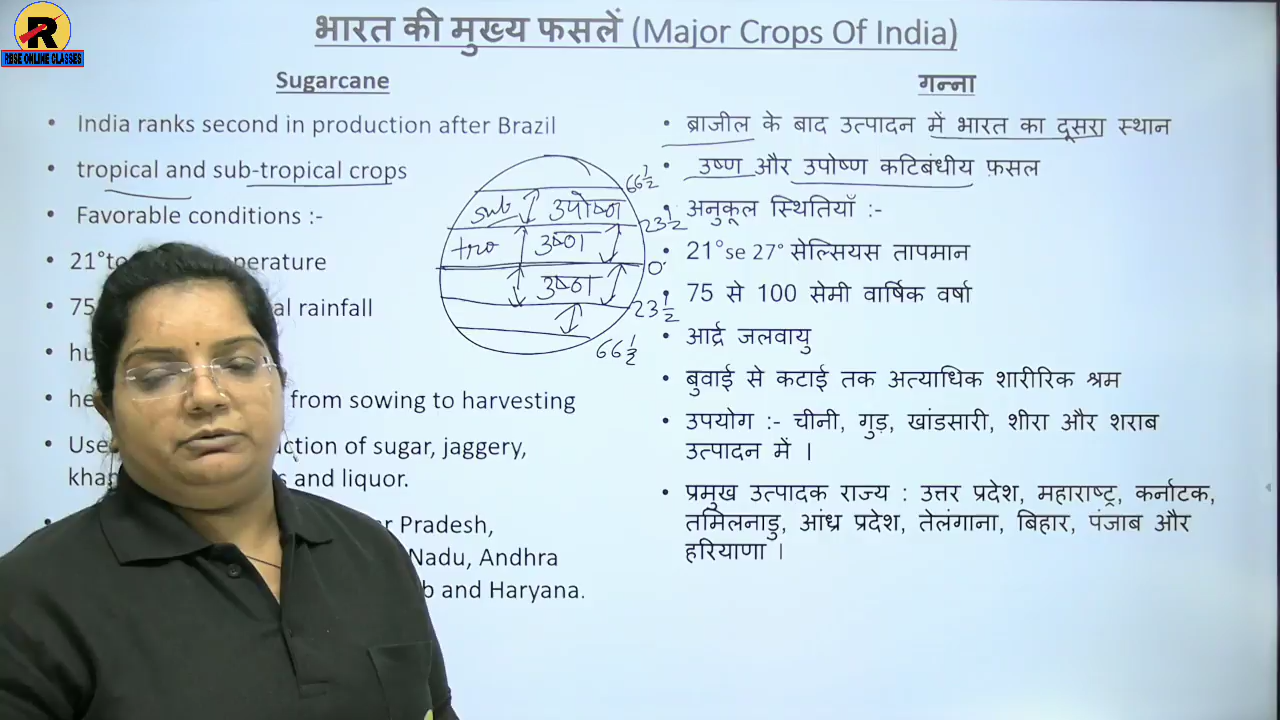 R
RBSE ONLINE CLASSES
भारत की मुख्य फसलें (Major Crops Of India)
Sugarcane
• India ranks second in production after Brazil
• tropical and sub-tropical crops
• Favorable conditions :-
• 21°to perature
• 75 al rainfall
• hu
• he from sowing to harvesting
• Use ction of sugar, jaggery,
khan s and liquor.
• er Pradesh,
Nadu, Andhra
b and Haryana.
66½
sub उपोष्ण
23½
tro उष्ण
0°
उष्ण
23½
66½
गन्ना
• ब्राजील के बाद उत्पादन में भारत का दूसरा स्थान
• उष्ण और उपोष्ण कटिबंधीय फ़सल
• अनुकूल स्थितियाँ :-
• 21°se 27° सेल्सियस तापमान
• 75 से 100 सेमी वार्षिक वर्षा
• आर्द्र जलवायु
• बुवाई से कटाई तक अत्याधिक शारीरिक श्रम
• उपयोग :- चीनी, गुड़, खांडसारी, शीरा और शराब
उत्पादन में ।
• प्रमुख उत्पादक राज्य : उत्तर प्रदेश, महाराष्ट्र, कर्नाटक,
तमिलनाडु, आंध्र प्रदेश, तेलंगाना, बिहार, पंजाब और
हरियाणा ।